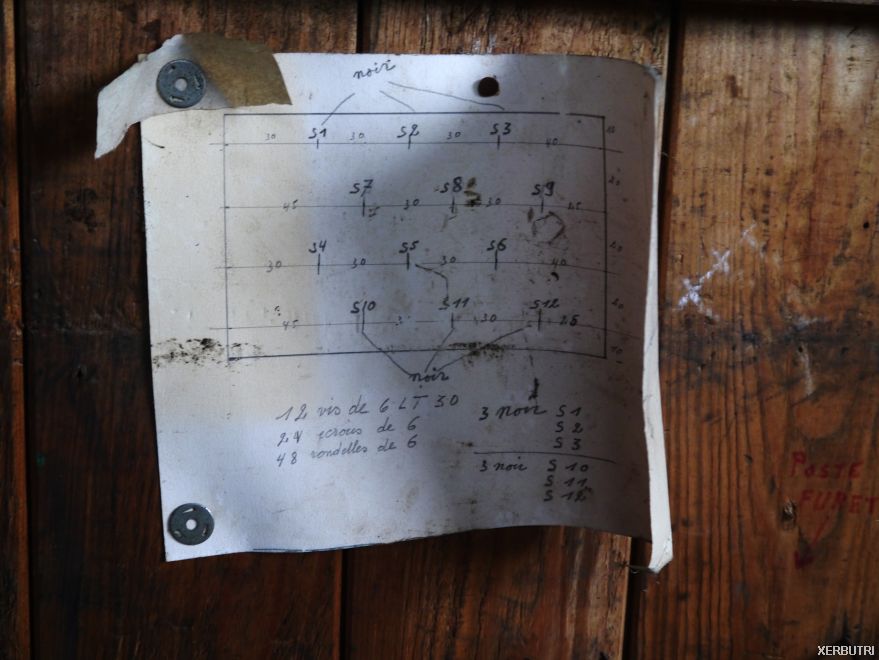 noir
30 S1 30 S2 30 S3 40
S7 S8 S9
45 30 30 25
S4 S5 S6
30 30 30 40
S10 S11 S12
45 30 25
noir
12 vis de 6 LT 30
24 ecrous de 6
48 rondelles de 6
3 noir S1
S2
S3
3 noir S10
S11
S12
POSTE
FURET
XERBUTRI